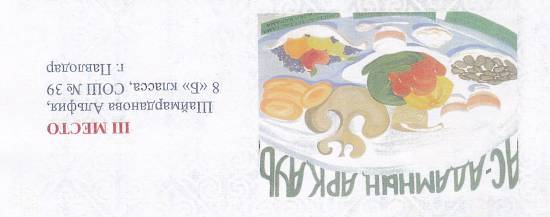 АС-АДАМНЫҢ АРҚАУЫ
III МЕСТО
Шаймарданова Альфия,
8 «Б» класса, СОШ № 39
г. Павлодар